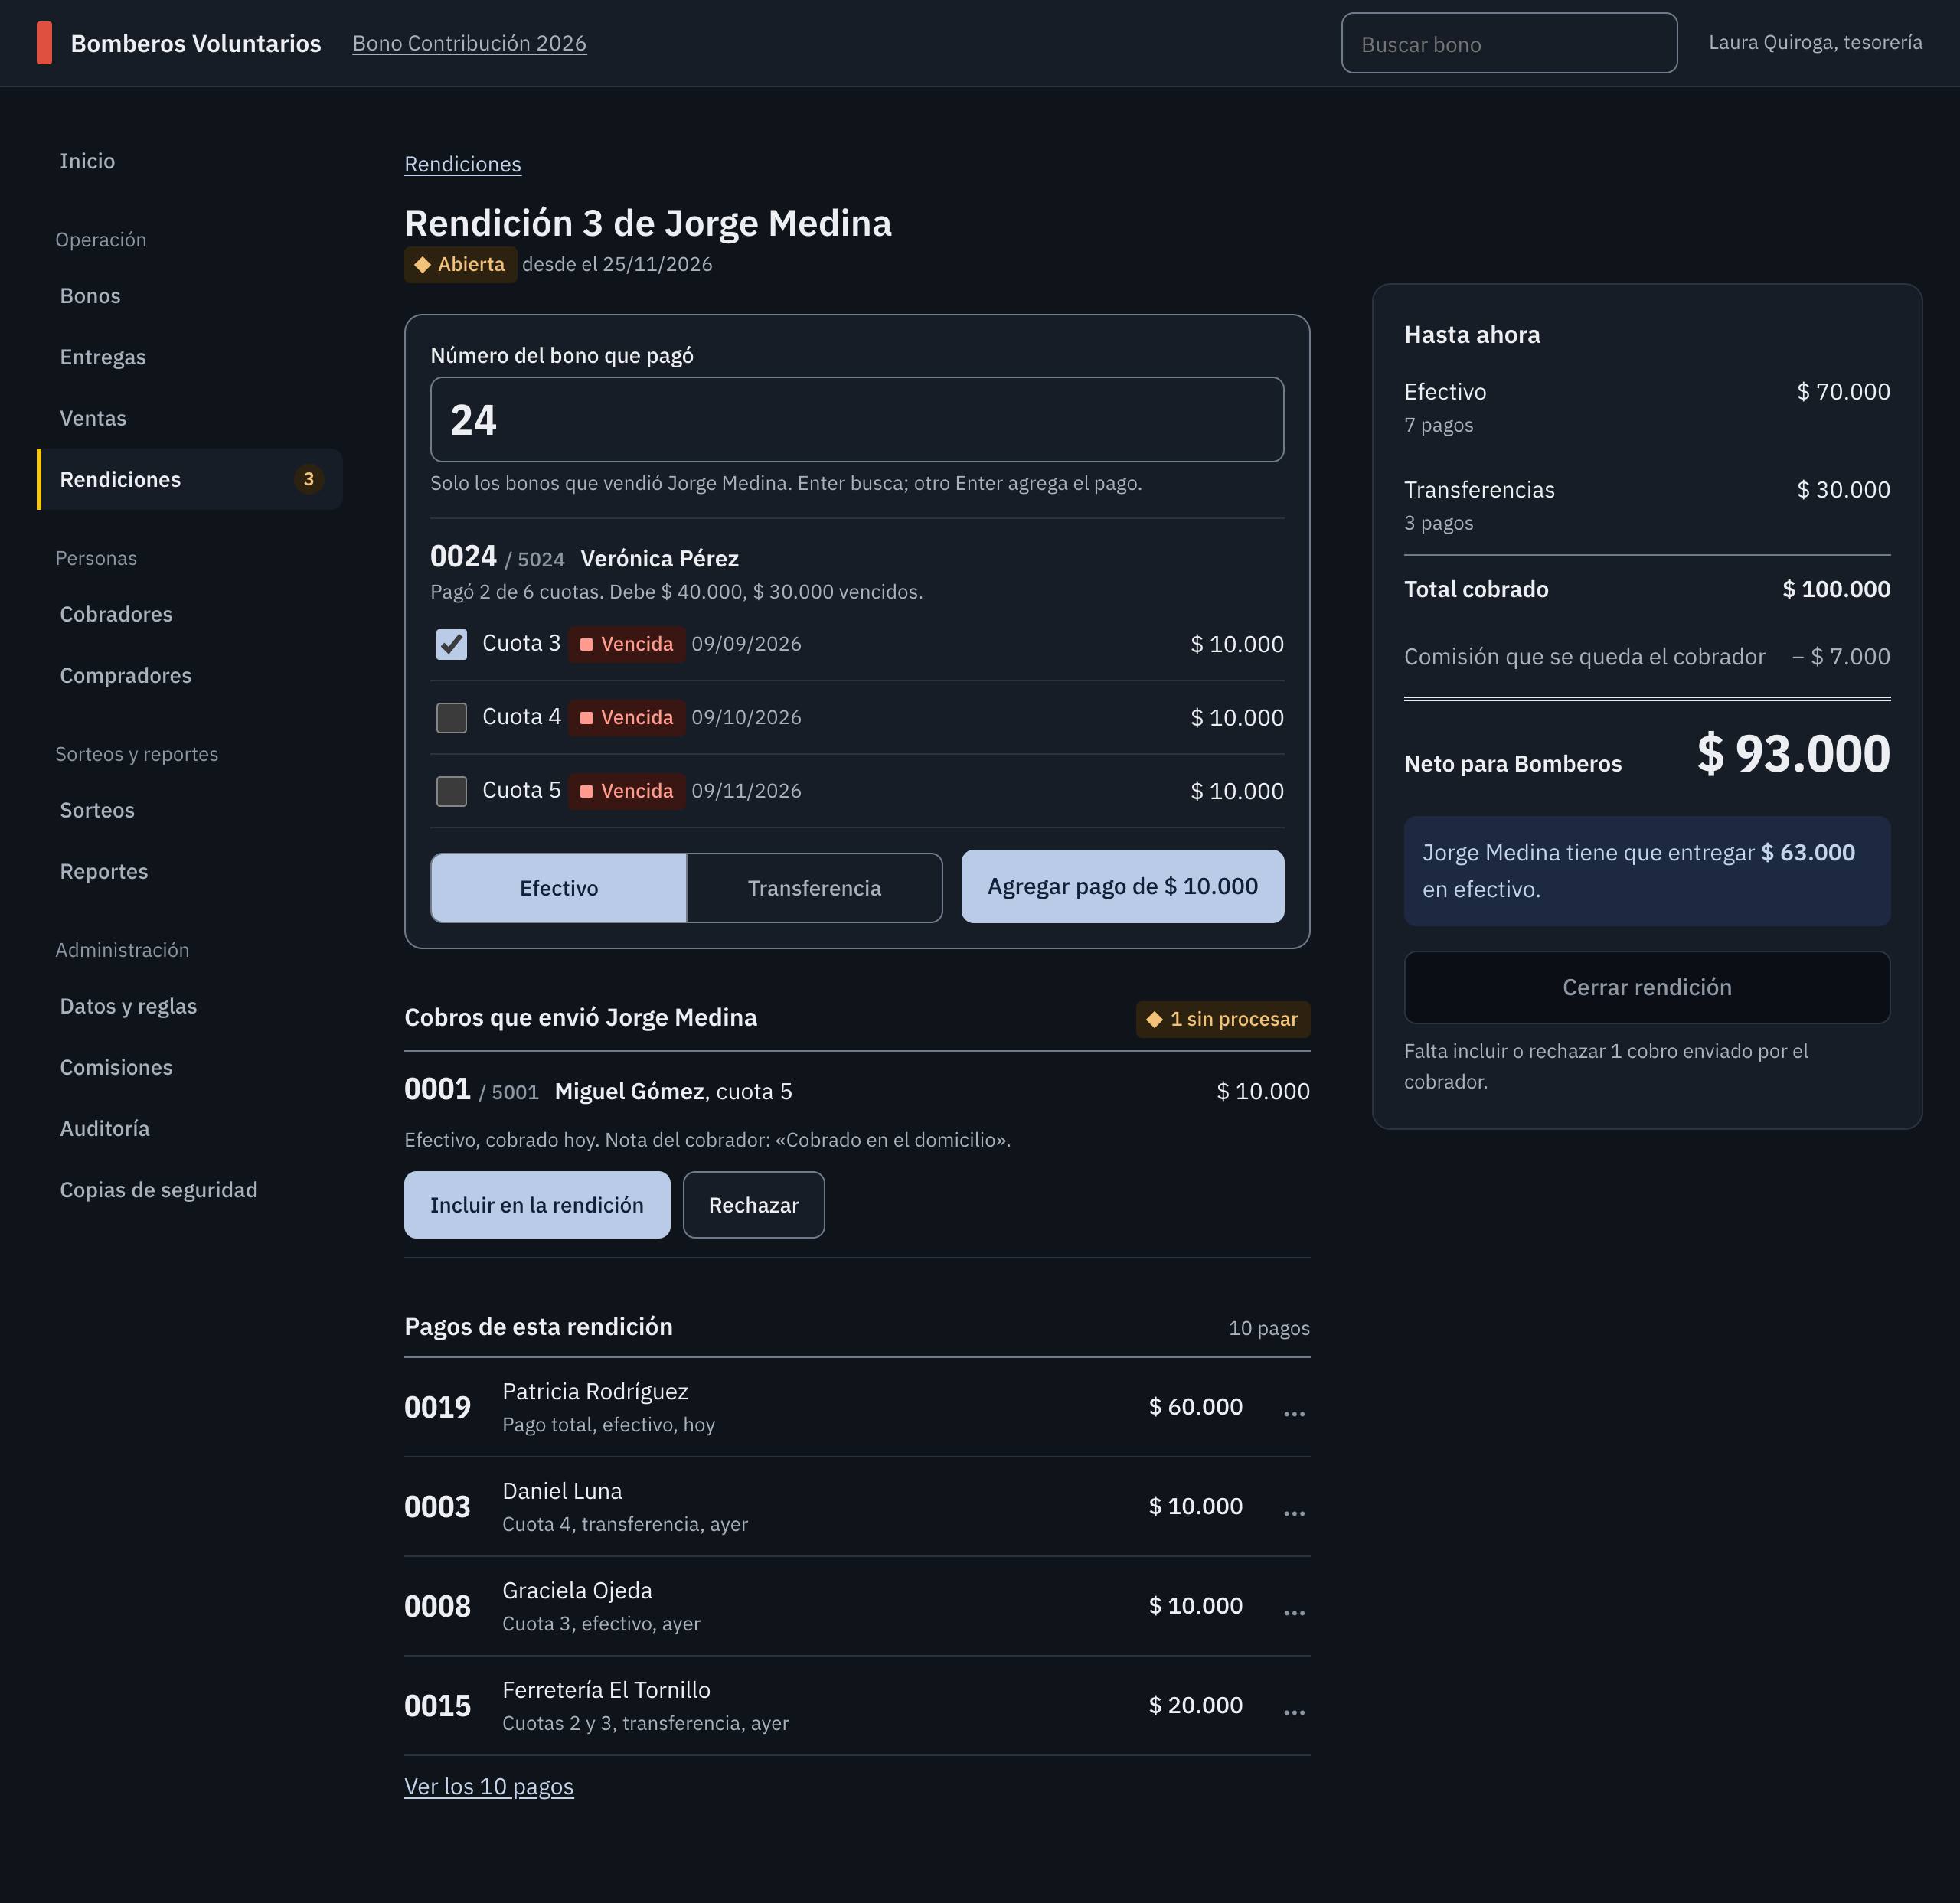 Bomberos Voluntarios
Bono Contribución 2026
Buscar bono
Laura Quiroga, tesorería
Inicio
Operación
Bonos
Entregas
Ventas
Rendiciones 3
Personas
Cobradores
Compradores
Sorteos y reportes
Sorteos
Reportes
Administración
Datos y reglas
Comisiones
Auditoría
Copias de seguridad
Rendiciones
Rendición 3 de Jorge Medina
Abierta desde el 25/11/2026
Número del bono que pagó
24
Solo los bonos que vendió Jorge Medina. Enter busca; otro Enter agrega el pago.
0024 / 5024 Verónica Pérez
Pagó 2 de 6 cuotas. Debe $ 40.000, $ 30.000 vencidos.
Cuota 3 Vencida 09/09/2026 $ 10.000
Cuota 4 Vencida 09/10/2026 $ 10.000
Cuota 5 Vencida 09/11/2026 $ 10.000
Efectivo
Transferencia
Agregar pago de $ 10.000
Cobros que envió Jorge Medina
1 sin procesar
0001 / 5001 Miguel Gómez, cuota 5 $ 10.000
Efectivo, cobrado hoy. Nota del cobrador: «Cobrado en el domicilio».
Incluir en la rendición
Rechazar
Pagos de esta rendición
10 pagos
0019 Patricia Rodríguez $ 60.000 ...
Pago total, efectivo, hoy
0003 Daniel Luna $ 10.000 ...
Cuota 4, transferencia, ayer
0008 Graciela Ojeda $ 10.000 ...
Cuota 3, efectivo, ayer
0015 Ferretería El Tornillo $ 20.000 ...
Cuotas 2 y 3, transferencia, ayer
Ver los 10 pagos
Hasta ahora
Efectivo $ 70.000
7 pagos
Transferencias $ 30.000
3 pagos
Total cobrado $ 100.000
Comisión que se queda el cobrador – $ 7.000
Neto para Bomberos $ 93.000
Jorge Medina tiene que entregar $ 63.000
en efectivo.
Cerrar rendición
Falta incluir o rechazar 1 cobro enviado por el
cobrador.